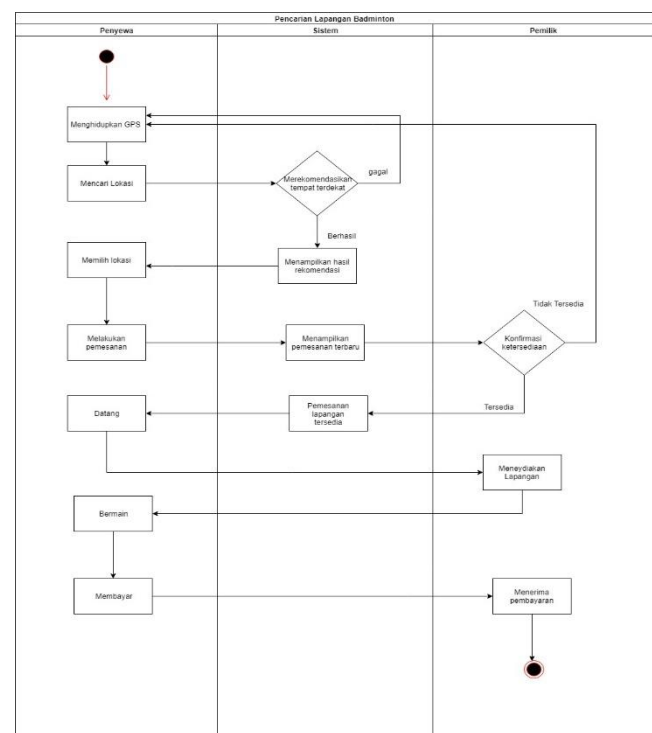 Pencarian Lapangan Badminton
Penyewa
Sistem
Pemilik
Menghidupkan GPS
Mencari Lokasi
Merekomendasikan
tempat terdekat
gagal
Berhasil
Memilih lokasi
Menampilkan hasil
rekomendasi
Tidak Tersedia
Melakukan
pemesanan
Menampilkan
pemesanan terbaru
Konfirmasi
ketersediaan
Tersedia
Datang
Pemesanan
lapangan
tersedia
Meneydiakan
Lapangan
Bermain
Membayar
Menerima
pembayaran